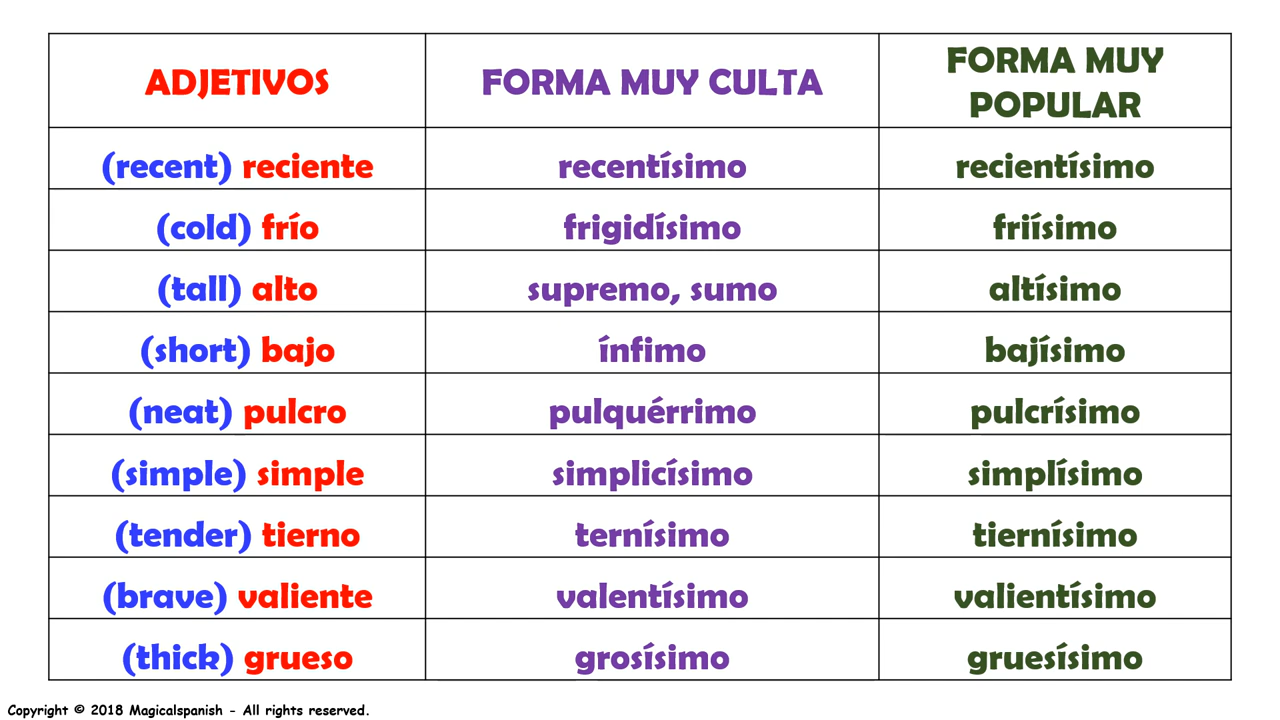 ADJETIVOS FORMA MUY CULTA FORMA MUY POPULAR
(recent) reciente recentísimo recientísimo
(cold) frío frigidísimo friísimo
(tall) alto supremo, sumo altísimo
(short) bajo ínfimo bajísimo
(neat) pulcro pulquérrimo pulcrísimo
(simple) simple simplicísimo simplísimo
(tender) tierno ternísimo tiernísimo
(brave) valiente valentísimo valientísimo
(thick) grueso grosísimo gruesísimo
Copyright © 2018 Magicalspanish - All rights reserved.